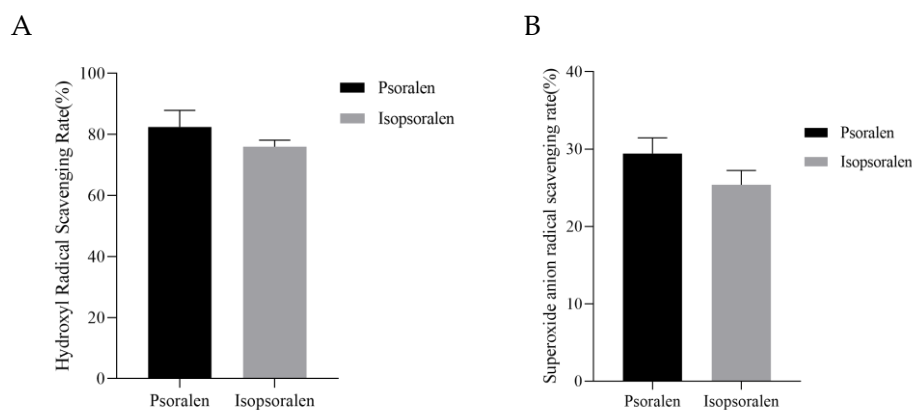 A
Hydroxyl Radical Scavenging Rate(%)
100
80
60
40
20
0
Psoralen
Isopsoralen
Psoralen
Isopsoralen
B
Superoxide anion radical scavenging rate(%)
40
30
20
10
0
Psoralen
Isopsoralen
Psoralen
Isopsoralen